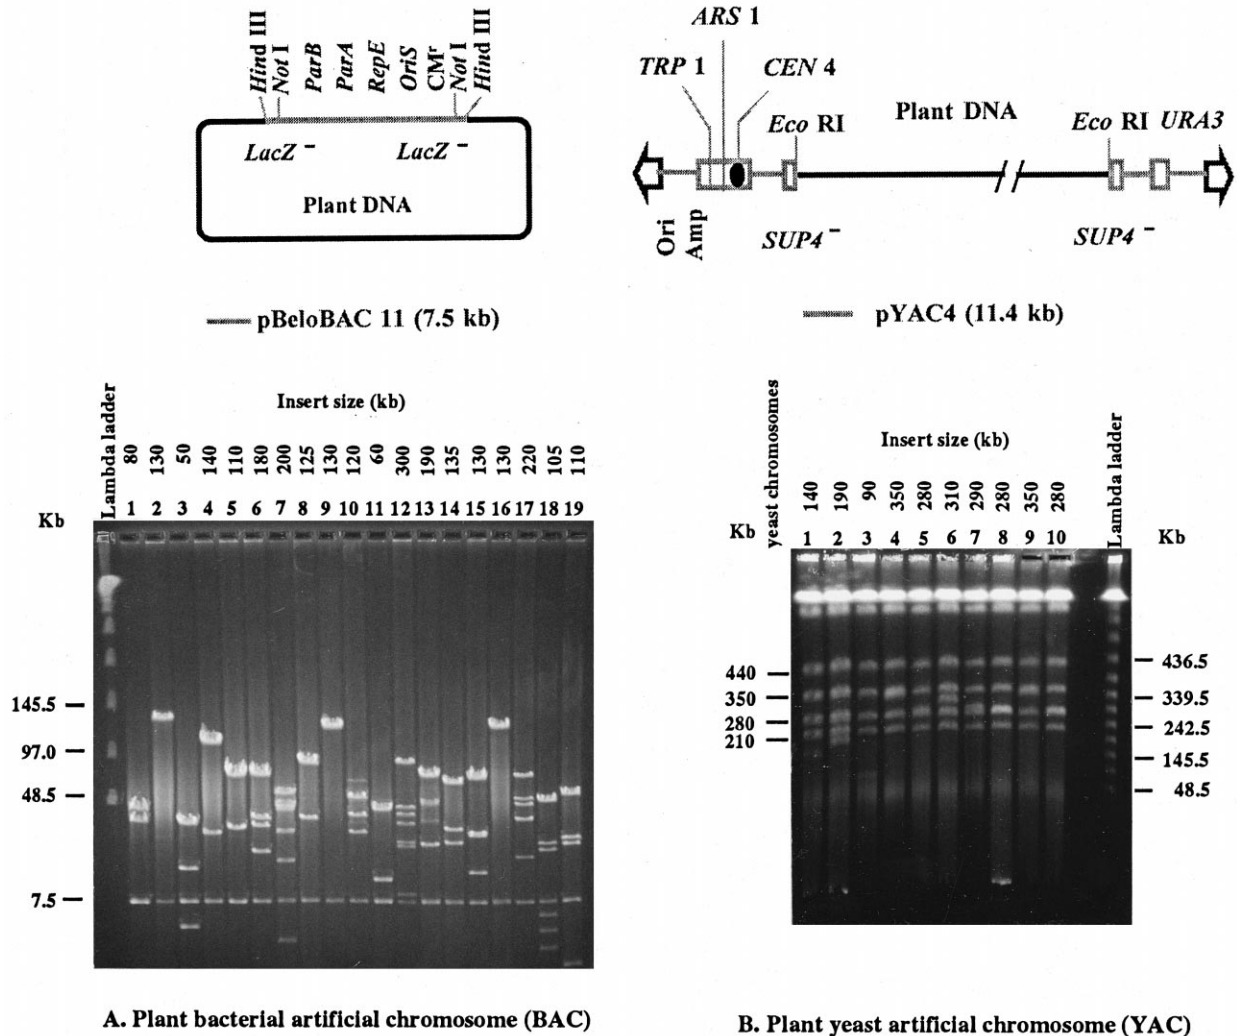 Hind III
Not I
ParB
ParA
RepE
OriS
CMʳ
Not I
Hind III
LacZ ⁻
LacZ ⁻
Plant DNA
pBeloBAC 11 (7.5 kb)
ARS 1
TRP 1
CEN 4
Eco RI
Plant DNA
Eco RI URA3
Ori
Amp
SUP4 ⁻
SUP4 ⁻
pYAC4 (11.4 kb)
Insert size (kb)
Lambda ladder
80 130 50 140 110 180 200 125 130 120 60 300 190 135 130 130 220 105 110
Kb
1 2 3 4 5 6 7 8 9 10 11 12 13 14 15 16 17 18 19
145.5
97.0
48.5
7.5
A. Plant bacterial artificial chromosome (BAC)
Insert size (kb)
yeast chromosomes
140 190 90 350 280 310 290 280 350 280
Lambda ladder
Kb
1 2 3 4 5 6 7 8 9 10
Kb
440
350
280
210
436.5
339.5
242.5
145.5
48.5
B. Plant yeast artificial chromosome (YAC)